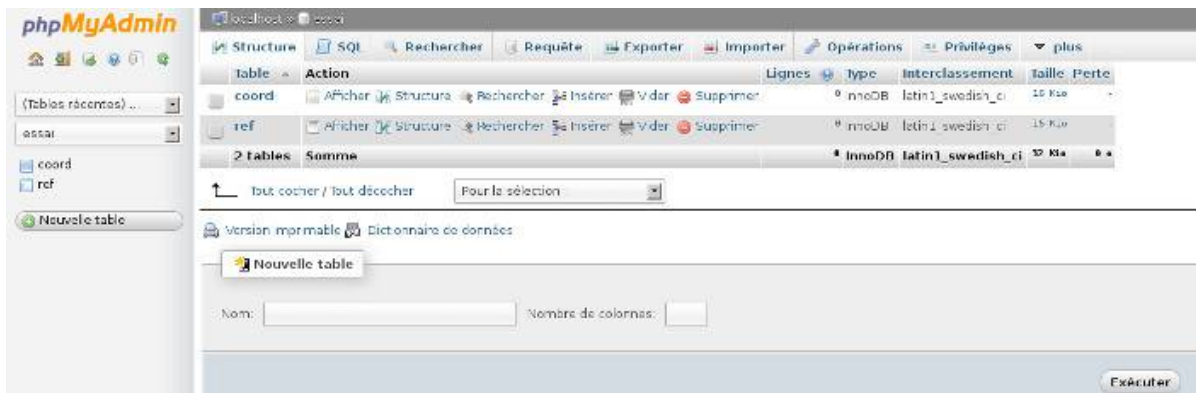 phpMyAdmin
localhost » essai
Structure SQL Rechercher Requête Exporter Importer Opérations Privilèges plus
(Tables récentes) ...
essai
coord
ref
Nouvelle table
Table Action Lignes Type Interclassement Taille Perte
coord Afficher Structure Rechercher Insérer Vider Supprimer 0 InnoDB latin1_swedish_ci 16 Kio -
ref Afficher Structure Rechercher Insérer Vider Supprimer 0 InnoDB latin1_swedish_ci 16 Kio
2 tables Somme 0 InnoDB latin1_swedish_ci 32 Kio
Tout cocher / Tout décocher Pour la sélection
Version imprimable Dictionnaire de données
Nouvelle table
Nom: Nombre de colonnes:
Exécuter